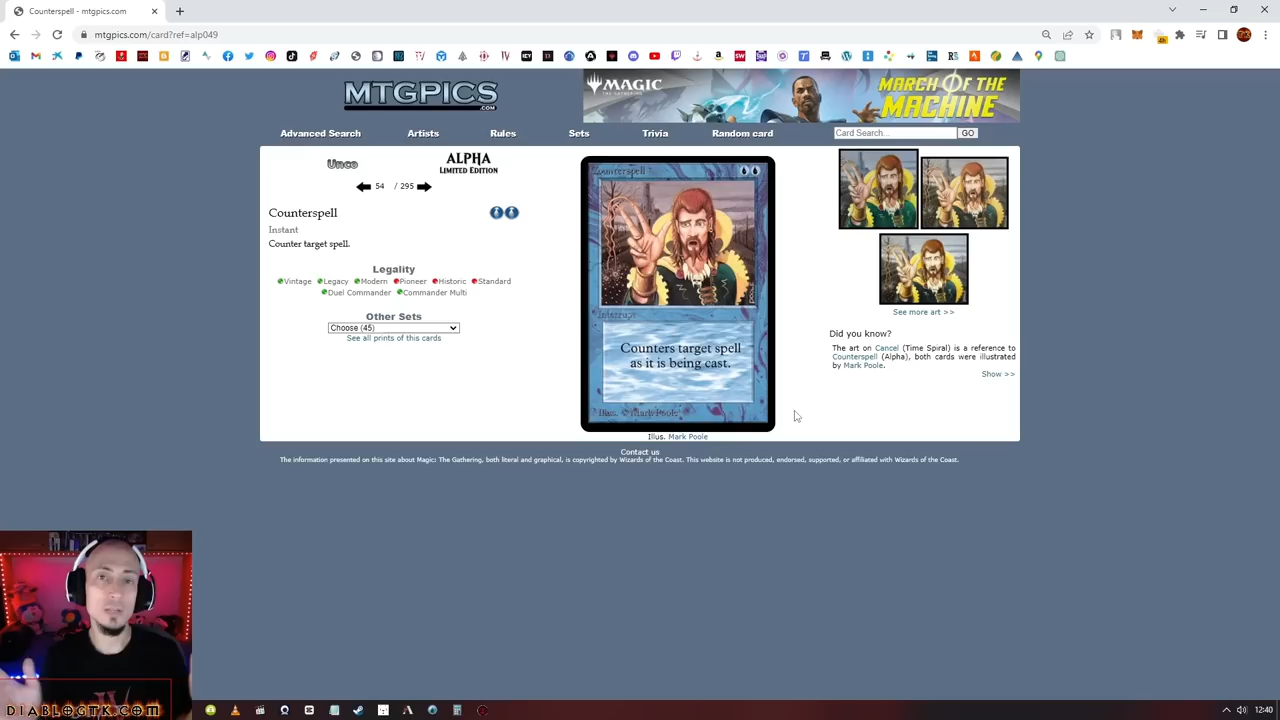 Counterspell - mtgpics.com
mtgpics.com/card?ref=alp049
MTGPICS
.COM
MAGIC
THE GATHERING
MARCH OF THE
MACHINE
Advanced Search
Artists
Rules
Sets
Trivia
Random card
Card Search...
GO
Unco
ALPHA
LIMITED EDITION
54 / 295
Counterspell
Instant
Counter target spell.
Legality
Vintage
Legacy
Modern
Pioneer
Historic
Standard
Duel Commander
Commander Multi
Other Sets
Choose (45)
See all prints of this cards
Counterspell
Interrupt
Counters target spell
as it is being cast.
Illus. © Mark Poole
Illus. Mark Poole
See more art >>
Did you know?
The art on Cancel (Time Spiral) is a reference to
Counterspell (Alpha), both cards were illustrated
by Mark Poole.
Show >>
Contact us
The information presented on this site about Magic: The Gathering, both literal and graphical, is copyrighted by Wizards of the Coast. This website is not produced, endorsed, supported, or affiliated with Wizards of the Coast.
DIABLOGTK.COM
12:40